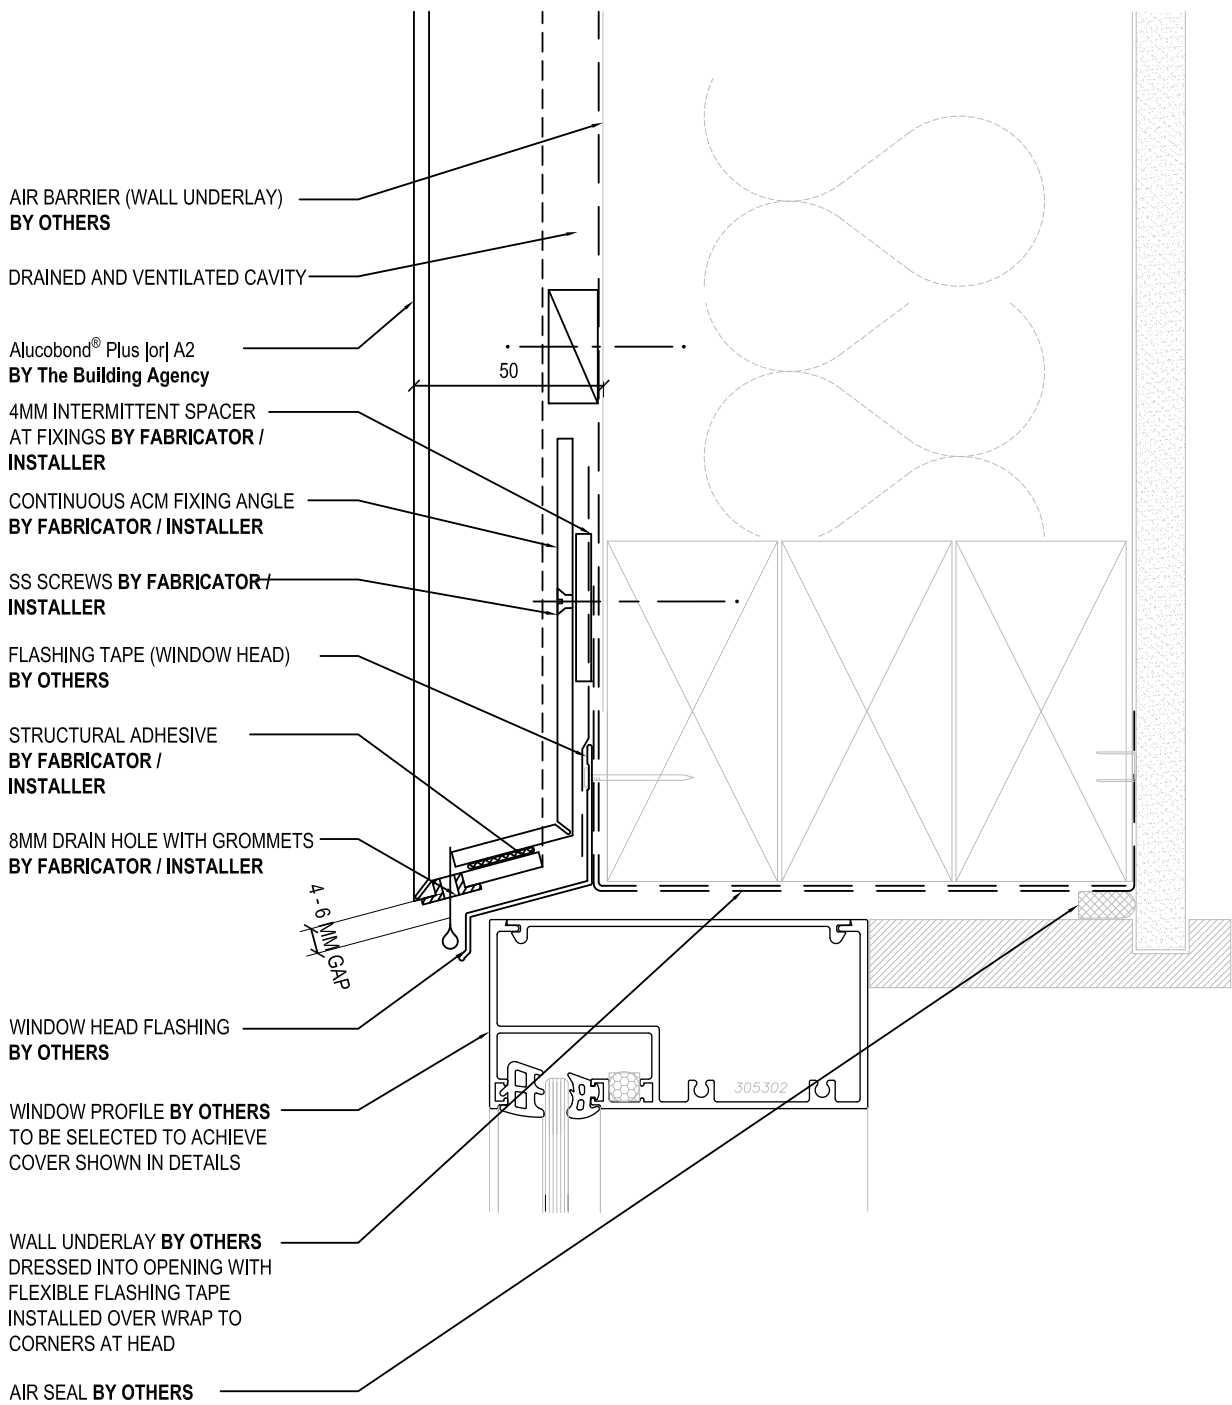 AIR BARRIER (WALL UNDERLAY)
BY OTHERS
DRAINED AND VENTILATED CAVITY
Alucobond® Plus |or| A2
BY The Building Agency
50
4MM INTERMITTENT SPACER
AT FIXINGS BY FABRICATOR /
INSTALLER
CONTINUOUS ACM FIXING ANGLE
BY FABRICATOR / INSTALLER
SS SCREWS BY FABRICATOR /
INSTALLER
FLASHING TAPE (WINDOW HEAD)
BY OTHERS
STRUCTURAL ADHESIVE
BY FABRICATOR /
INSTALLER
8MM DRAIN HOLE WITH GROMMETS
BY FABRICATOR / INSTALLER
4 - 6 MM GAP
WINDOW HEAD FLASHING
BY OTHERS
305302
WINDOW PROFILE BY OTHERS
TO BE SELECTED TO ACHIEVE
COVER SHOWN IN DETAILS
WALL UNDERLAY BY OTHERS
DRESSED INTO OPENING WITH
FLEXIBLE FLASHING TAPE
INSTALLED OVER WRAP TO
CORNERS AT HEAD
AIR SEAL BY OTHERS